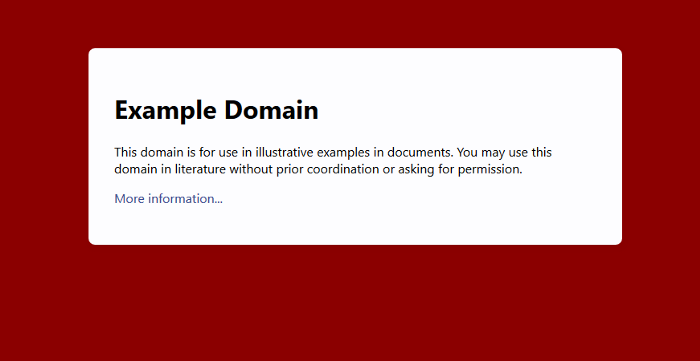 Example Domain
This domain is for use in illustrative examples in documents. You may use this
domain in literature without prior coordination or asking for permission.
More information...